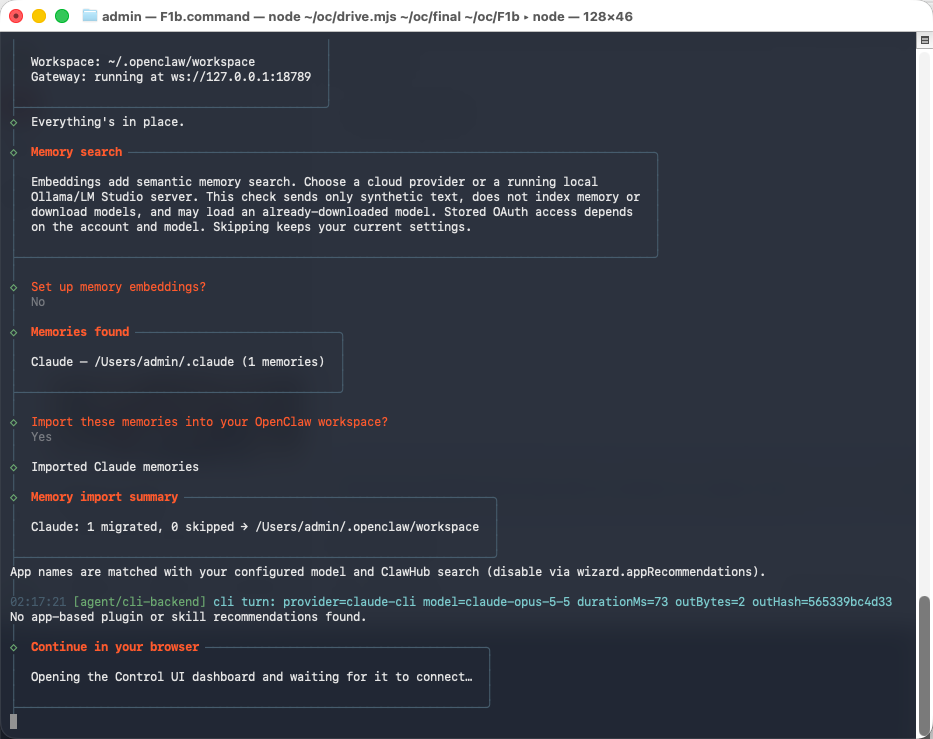 admin — F1b.command — node ~/oc/drive.mjs ~/oc/final ~/oc/F1b ▸ node — 128×46
Workspace: ~/.openclaw/workspace
Gateway: running at ws://127.0.0.1:18789
Everything's in place.
Memory search
Embeddings add semantic memory search. Choose a cloud provider or a running local
Ollama/LM Studio server. This check sends only synthetic text, does not index memory or
download models, and may load an already-downloaded model. Stored OAuth access depends
on the account and model. Skipping keeps your current settings.
Set up memory embeddings?
No
Memories found
Claude — /Users/admin/.claude (1 memories)
Import these memories into your OpenClaw workspace?
Yes
Imported Claude memories
Memory import summary
Claude: 1 migrated, 0 skipped → /Users/admin/.openclaw/workspace
App names are matched with your configured model and ClawHub search (disable via wizard.appRecommendations).
02:17:21 [agent/cli-backend] cli turn: provider=claude-cli model=claude-opus-5-5 durationMs=73 outBytes=2 outHash=565339bc4d33
No app-based plugin or skill recommendations found.
Continue in your browser
Opening the Control UI dashboard and waiting for it to connect…